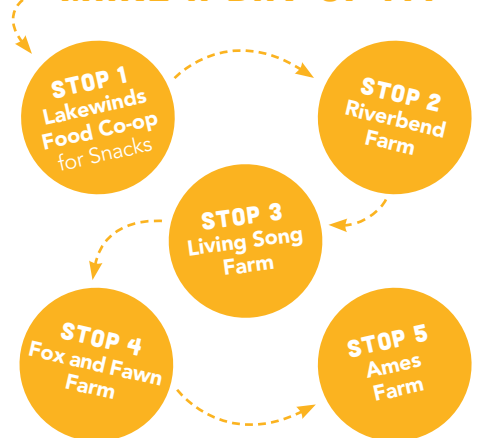 STOP 1
Lakewinds
Food Co-op
for Snacks
STOP 2
Riverbend
Farm
STOP 3
Living Song
Farm
STOP 4
Fox and Fawn
Farm
STOP 5
Ames
Farm